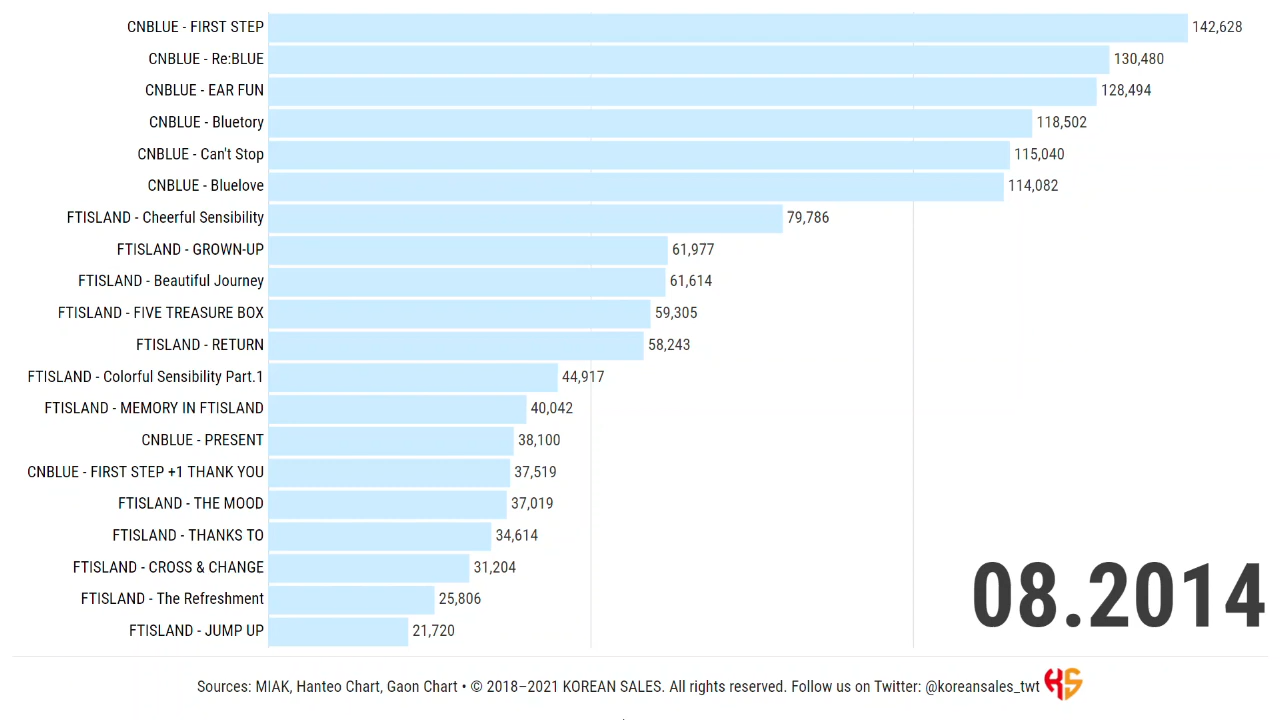 CNBLUE - FIRST STEP 142,628
CNBLUE - Re:BLUE 130,480
CNBLUE - EAR FUN 128,494
CNBLUE - Bluetory 118,502
CNBLUE - Can't Stop 115,040
CNBLUE - Bluelove 114,082
FTISLAND - Cheerful Sensibility 79,786
FTISLAND - GROWN-UP 61,977
FTISLAND - Beautiful Journey 61,614
FTISLAND - FIVE TREASURE BOX 59,305
FTISLAND - RETURN 58,243
FTISLAND - Colorful Sensibility Part.1 44,917
FTISLAND - MEMORY IN FTISLAND 40,042
CNBLUE - PRESENT 38,100
CNBLUE - FIRST STEP +1 THANK YOU 37,519
FTISLAND - THE MOOD 37,019
FTISLAND - THANKS TO 34,614
FTISLAND - CROSS & CHANGE 31,204
FTISLAND - The Refreshment 25,806
FTISLAND - JUMP UP 21,720
08.2014
Sources: MIAK, Hanteo Chart, Gaon Chart • © 2018–2021 KOREAN SALES. All rights reserved. Follow us on Twitter: @koreansales_twt KS